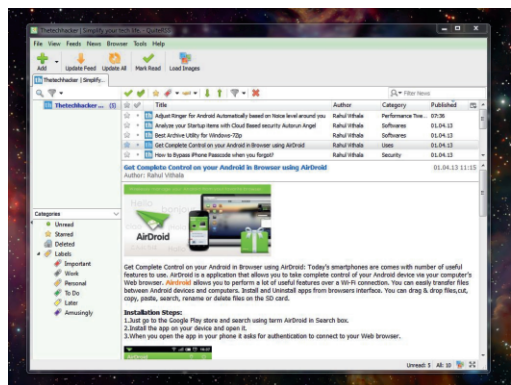 Thetechhacker | Simplify your tech life. - QuiteRSS
File View Feeds News Browser Tools Help
Add Update Feed Update All Mark Read Load Images
Thetechhacker | Simplify...
Filter News
Thetechhacker ... (5)
Title Author Category Published
Adjust Ringer for Android Automatically based on Noise level around you Rahul Vithala Performance Twe... 07:36
Analyze your Startup items with Cloud Based security Autorun Angel Rahul Vithala Softwares 01.04.13
Best Archive Utility for Windows-7zip Rahul Vithala Softwares 01.04.13
Get Complete Control on your Android in Browser using AirDroid Rahul Vithala Uses 01.04.13
How to Bypass iPhone Passcode when you forgot? Rahul Vithala Security 01.04.13
Get Complete Control on your Android in Browser using AirDroid 01.04.13 11:15
Author: Rahul Vithala
AirDroid
Categories
Unread
Starred
Deleted
Labels
Important
Work
Personal
To Do
Later
Amusingly
Get Complete Control on your Android in Browser using AirDroid: Today's smartphones are comes with number of useful
features to use. AirDroid is a application that allows you to take complete control of your Android device via your computer's
Web browser. AirDroid allows you to perform a lot of useful features over a Wi-Fi connection. You can easily transfer files
between Android devices and computers. Install and Uninstall apps from browsers interface. You can drag & drop files,cut,
copy, paste, search, rename or delete files on the SD card.
Installation Steps:
1.Just go to the Google Play store and search using term AirDroid in Search box.
2.Install the app on your device and open it.
3.When you open the app in your phone it asks for authentication to connect to your Web browser.
AirDroid
Unread: 5 All: 10